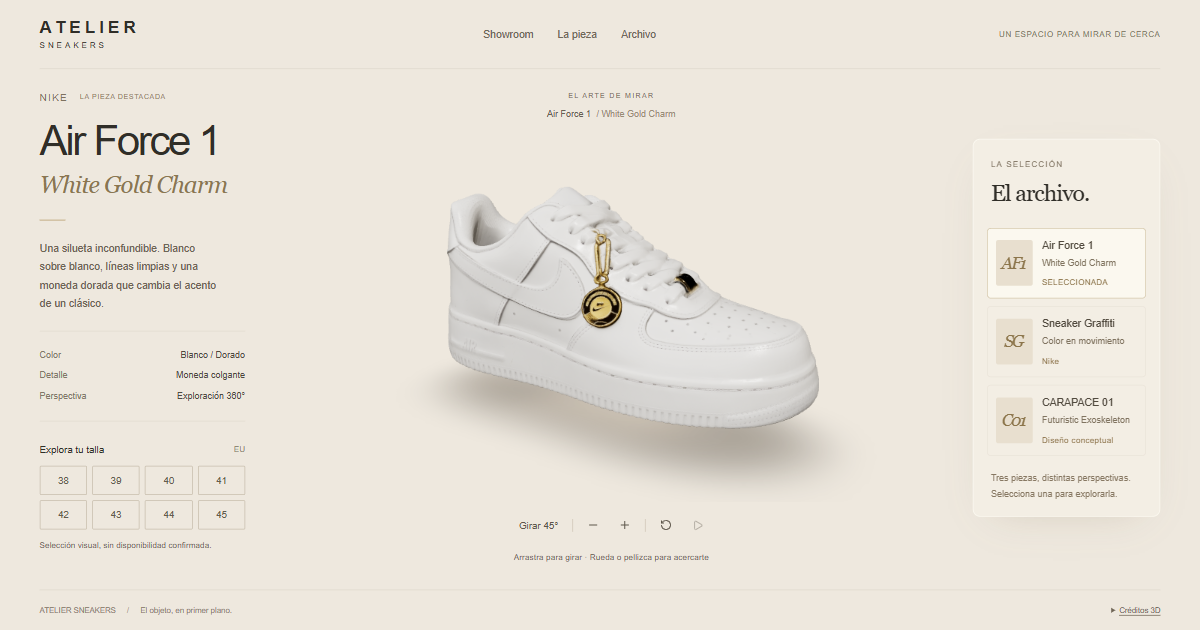 ATELIER
SNEAKERS
Showroom
La pieza
Archivo
UN ESPACIO PARA MIRAR DE CERCA
NIKE LA PIEZA DESTACADA
Air Force 1
White Gold Charm
Una silueta inconfundible. Blanco
sobre blanco, líneas limpias y una
moneda dorada que cambia el acento
de un clásico.
Color Blanco / Dorado
Detalle Moneda colgante
Perspectiva Exploración 360°
Explora tu talla EU
38 39 40 41
42 43 44 45
Selección visual, sin disponibilidad confirmada.
EL ARTE DE MIRAR
Air Force 1 / White Gold Charm
Girar 45° − +
Arrastra para girar · Rueda o pellizca para acercarte
LA SELECCIÓN
El archivo.
AF1
Air Force 1
White Gold Charm
SELECCIONADA
SG
Sneaker Graffiti
Color en movimiento
Nike
C01
CARAPACE 01
Futuristic Exoskeleton
Diseño conceptual
Tres piezas, distintas perspectivas.
Selecciona una para explorarla.
ATELIER SNEAKERS / El objeto, en primer plano.
Créditos 3D